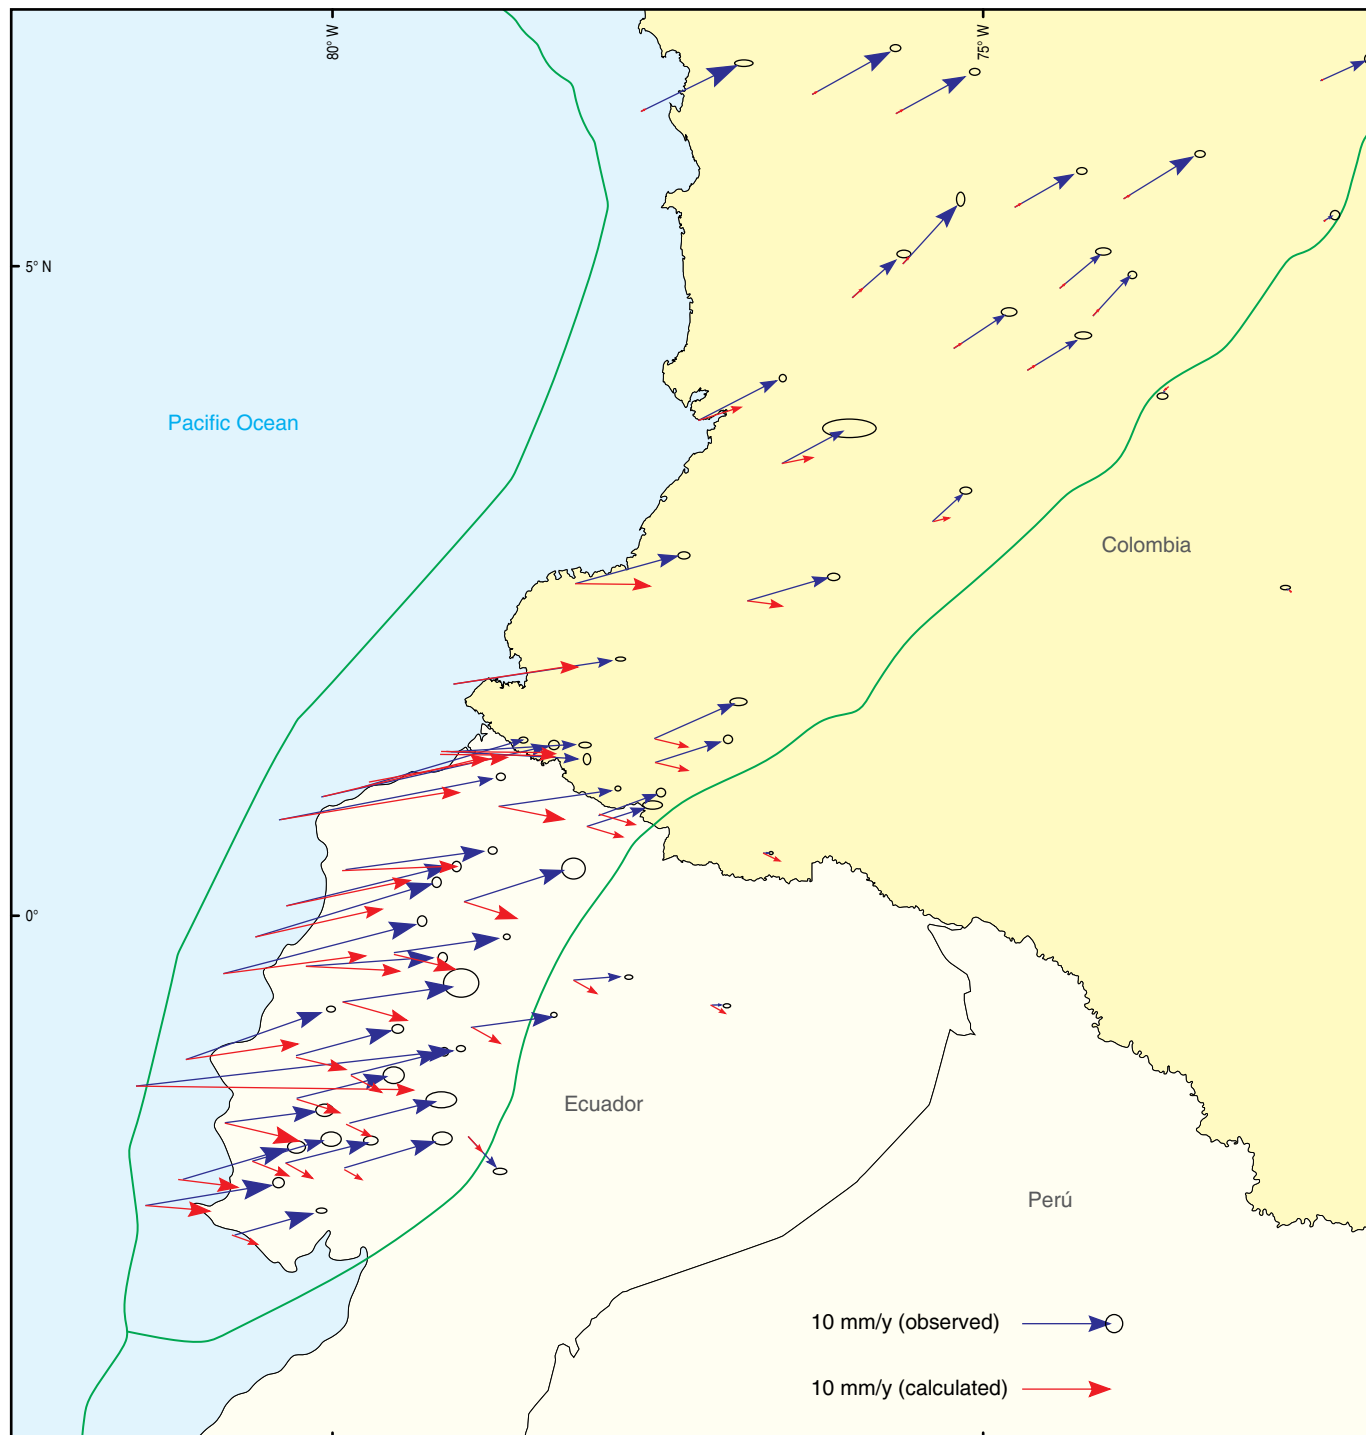 80° W
75° W
5° N
Pacific Ocean
Colombia
0°
Ecuador
Perú
10 mm/y (observed)
10 mm/y (calculated)